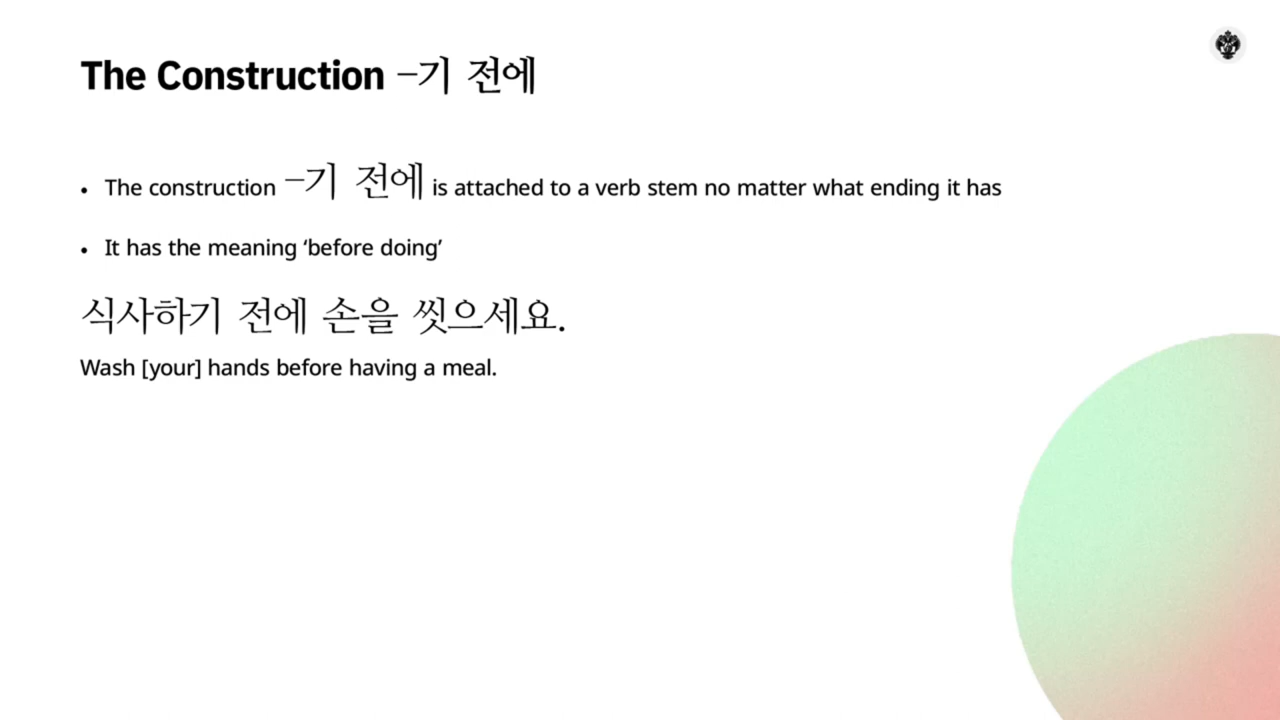 The Construction –기 전에
• The construction –기 전에 is attached to a verb stem no matter what ending it has
• It has the meaning ‘before doing’
식사하기 전에 손을 씻으세요.
Wash [your] hands before having a meal.